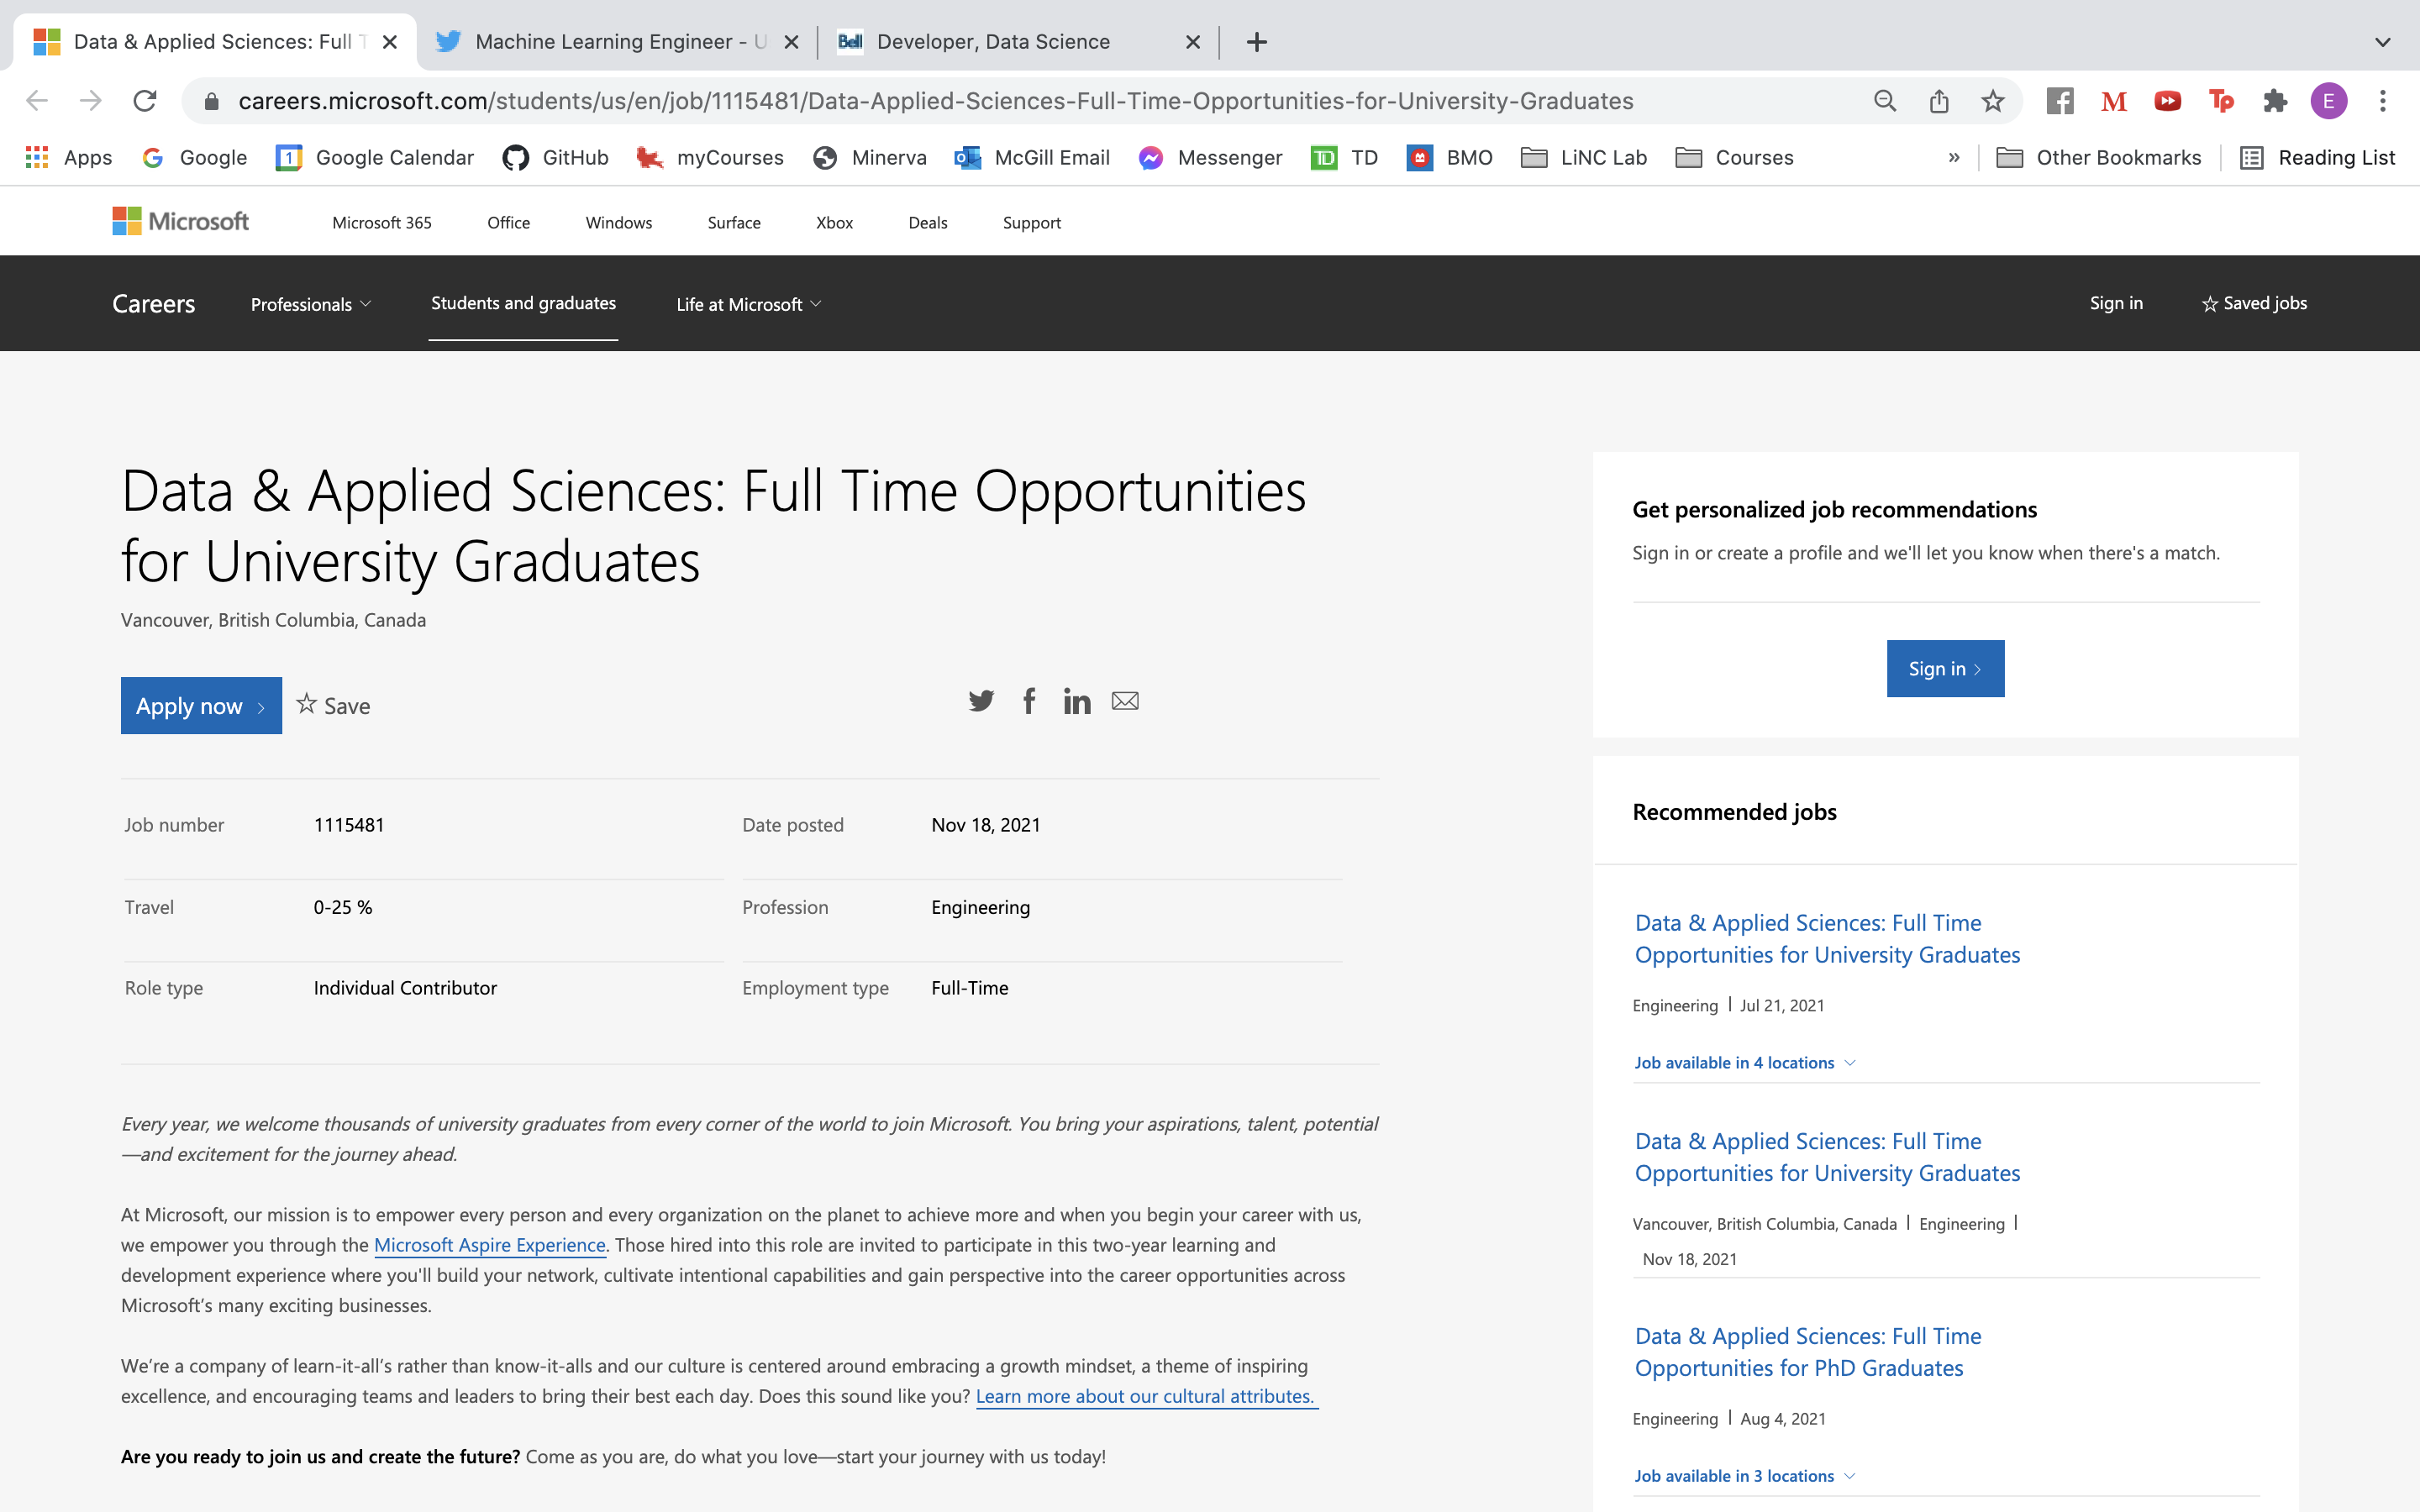 Data & Applied Sciences: Full T
Machine Learning Engineer - U
Bell Developer, Data Science
careers.microsoft.com/students/us/en/job/1115481/Data-Applied-Sciences-Full-Time-Opportunities-for-University-Graduates
M Tp E
Apps Google 1 Google Calendar GitHub myCourses Minerva McGill Email Messenger TD TD BMO LiNC Lab Courses » Other Bookmarks Reading List
Microsoft Microsoft 365 Office Windows Surface Xbox Deals Support
Careers Professionals Students and graduates Life at Microsoft Sign in Saved jobs
Data & Applied Sciences: Full Time Opportunities
for University Graduates
Vancouver, British Columbia, Canada
Apply now Save
Job number 1115481 Date posted Nov 18, 2021
Travel 0-25 % Profession Engineering
Role type Individual Contributor Employment type Full-Time
Every year, we welcome thousands of university graduates from every corner of the world to join Microsoft. You bring your aspirations, talent, potential
—and excitement for the journey ahead.
At Microsoft, our mission is to empower every person and every organization on the planet to achieve more and when you begin your career with us,
we empower you through the Microsoft Aspire Experience. Those hired into this role are invited to participate in this two-year learning and
development experience where you'll build your network, cultivate intentional capabilities and gain perspective into the career opportunities across
Microsoft's many exciting businesses.
We're a company of learn-it-all's rather than know-it-alls and our culture is centered around embracing a growth mindset, a theme of inspiring
excellence, and encouraging teams and leaders to bring their best each day. Does this sound like you? Learn more about our cultural attributes.
Are you ready to join us and create the future? Come as you are, do what you love—start your journey with us today!
Get personalized job recommendations
Sign in or create a profile and we'll let you know when there's a match.
Sign in
Recommended jobs
Data & Applied Sciences: Full Time
Opportunities for University Graduates
Engineering | Jul 21, 2021
Job available in 4 locations
Data & Applied Sciences: Full Time
Opportunities for University Graduates
Vancouver, British Columbia, Canada | Engineering |
Nov 18, 2021
Data & Applied Sciences: Full Time
Opportunities for PhD Graduates
Engineering | Aug 4, 2021
Job available in 3 locations